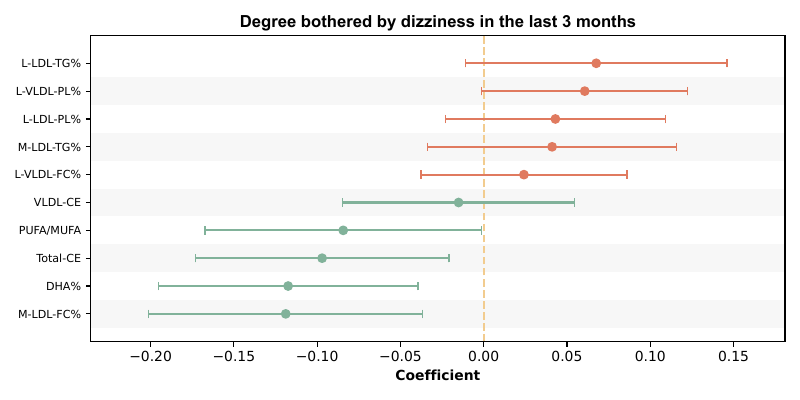 Degree bothered by dizziness in the last 3 months
L-LDL-TG%
L-VLDL-PL%
L-LDL-PL%
M-LDL-TG%
L-VLDL-FC%
VLDL-CE
PUFA/MUFA
Total-CE
DHA%
M-LDL-FC%
−0.20 −0.15 −0.10 −0.05 0.00 0.05 0.10 0.15
Coefficient